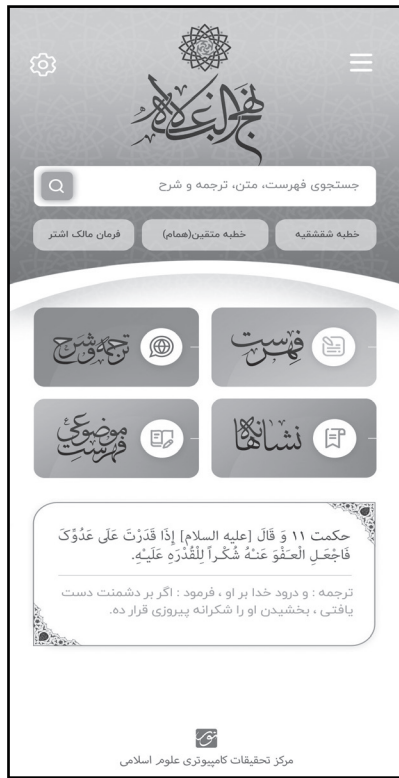 نهج البلاغه
جستجوی فهرست، متن، ترجمه و شرح
خطبه شقشقیه
خطبه متقین(همام)
فرمان مالک اشتر
فهرست
ترجمه و شرح
نشانه‌ها
فهرست موضوعی
حکمت ۱۱ وَ قَالَ [علیه السلام] إِذَا قَدَرْتَ عَلَی عَدُوِّکَ
فَاجْعَلِ الْعَفْوَ عَنْهُ شُکْراً لِلْقُدْرَهِ عَلَیْهِ.
ترجمه : و درود خدا بر او ، فرمود : اگر بر دشمنت دست
یافتی ، بخشیدن او را شکرانه پیروزی قرار ده.
نور
مرکز تحقیقات کامپیوتری علوم اسلامی